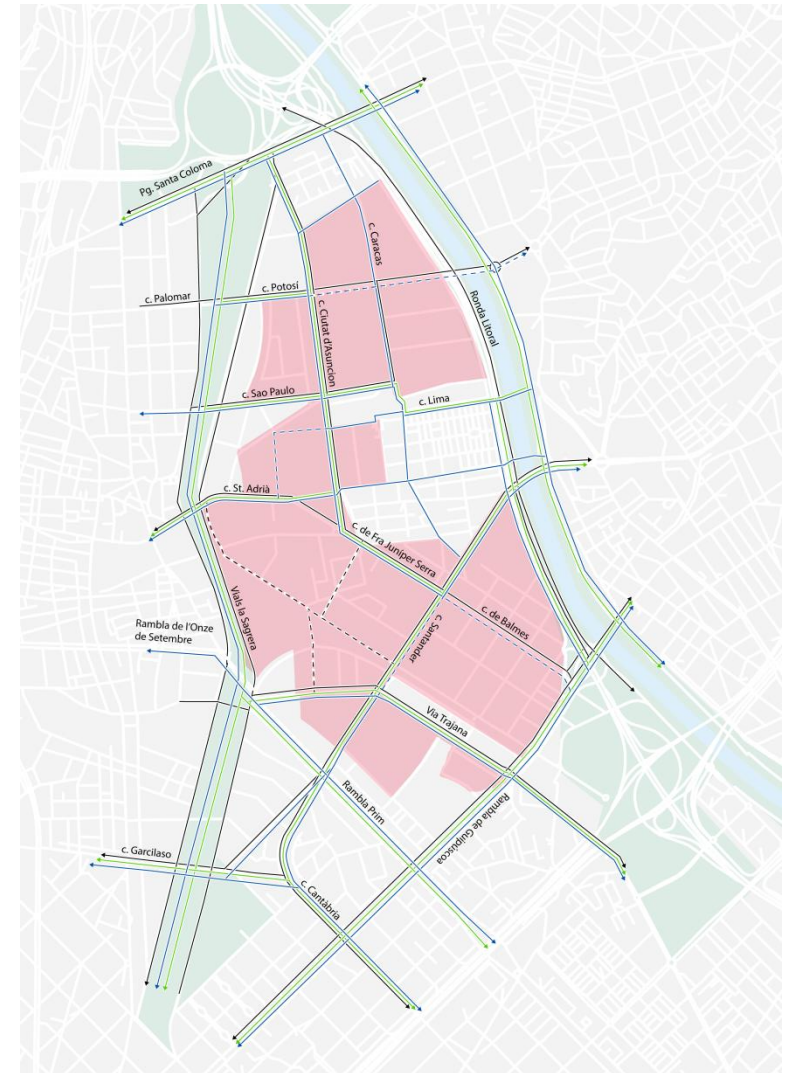 Pg. Santa Coloma
c. Caracas
c. Potosí
c. Palomar
Ronda Litoral
c. Ciutat d'Asuncion
c. Sao Paulo
c. Lima
c. St. Adrià
c. de Fra Juníper Serra
Vials la Sagrera
c. de Balmes
Rambla de l'Onze
de Setembre
c. Santander
Via Trajana
Rambla Prim
Rambla de Guipúscoa
c. Garcilaso
c. Cantàbria